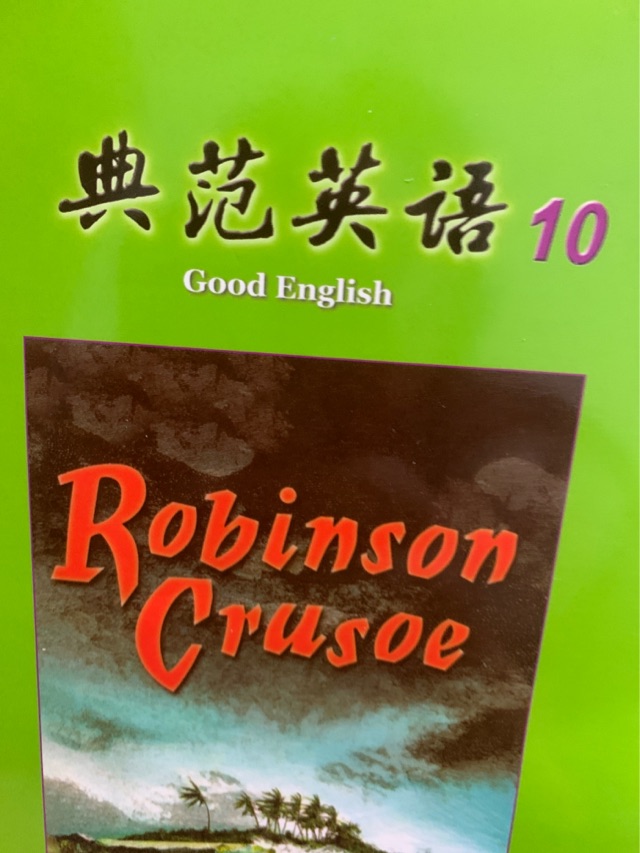 典范英语 10
Good English
Robinson
Crusoe